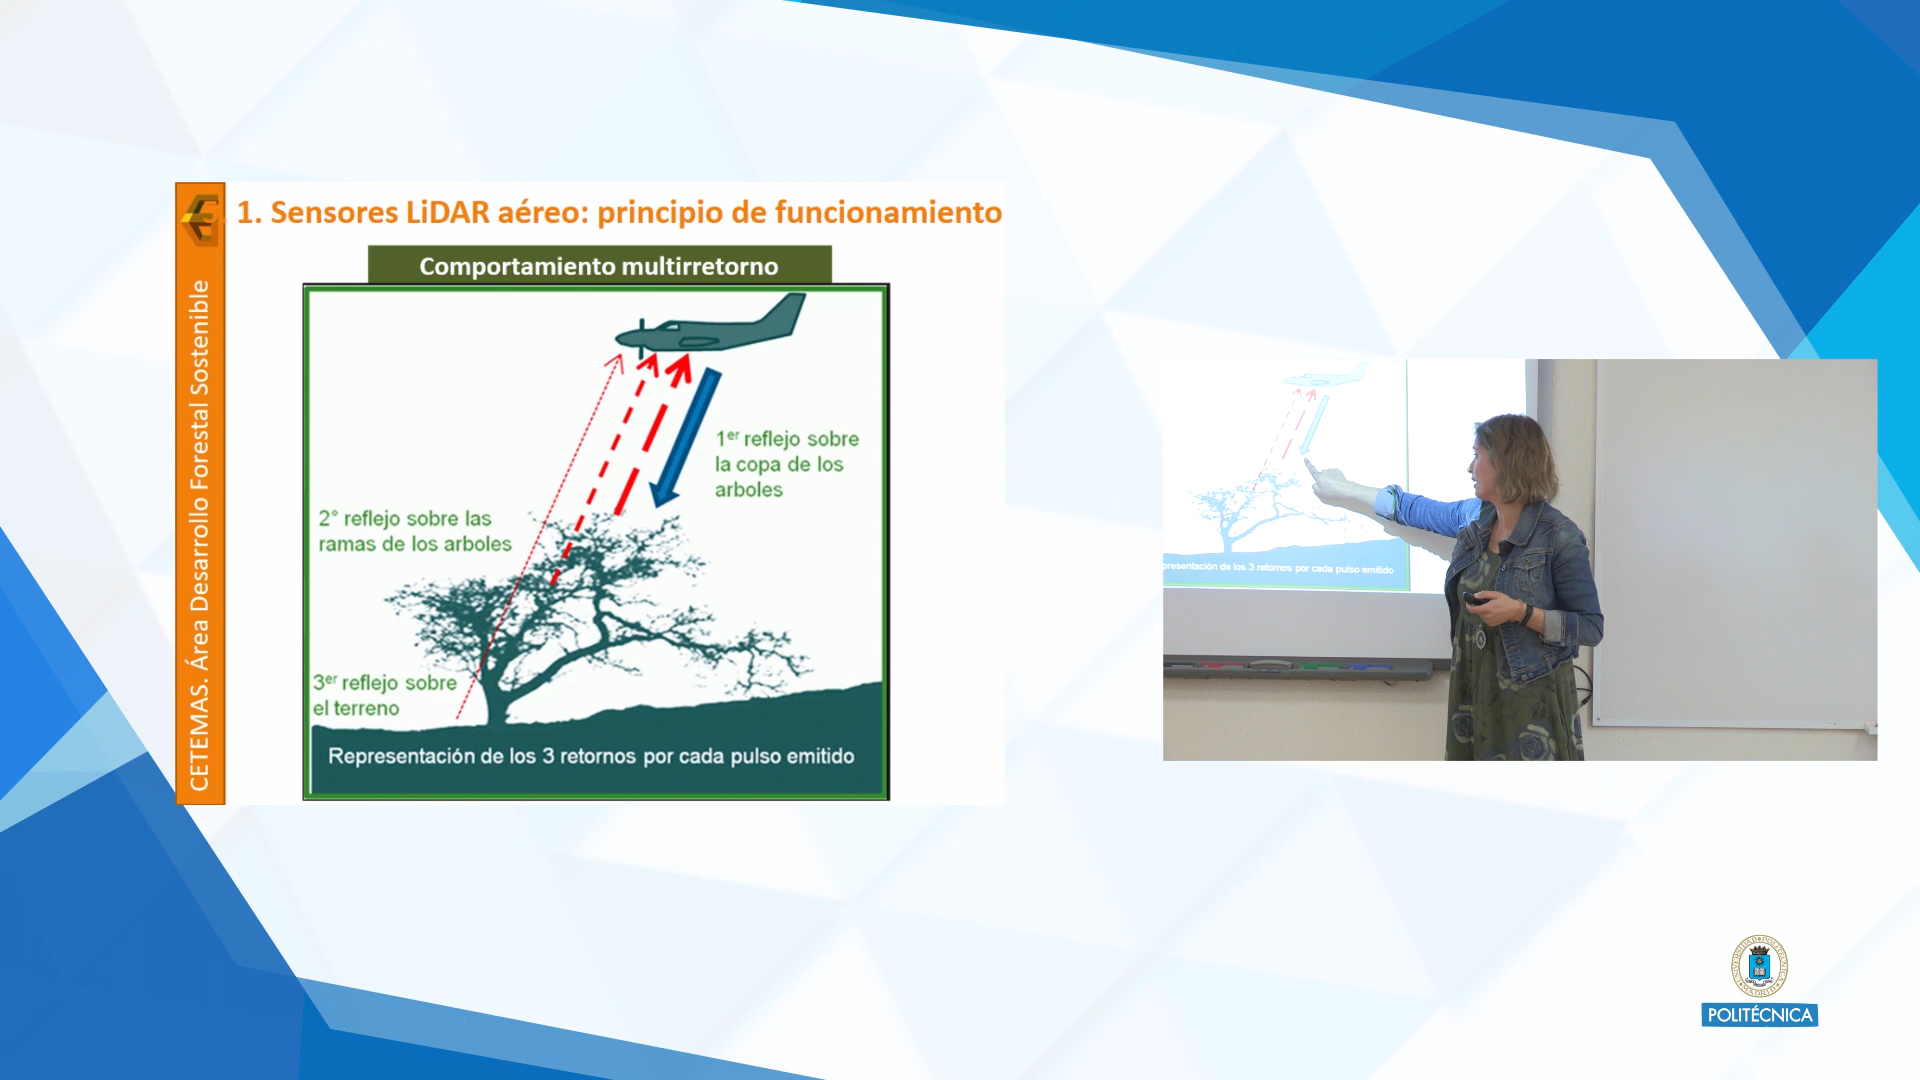 1. Sensores LiDAR aéreo: principio de funcionamiento
Comportamiento multirretorno
1er reflejo sobre
la copa de los
arboles
2° reflejo sobre las
ramas de los arboles
3er reflejo sobre
el terreno
Representación de los 3 retornos por cada pulso emitido
CETEMAS. Área Desarrollo Forestal Sostenible
presentación de los 3 retornos por cada pulso emitido
POLITÉCNICA